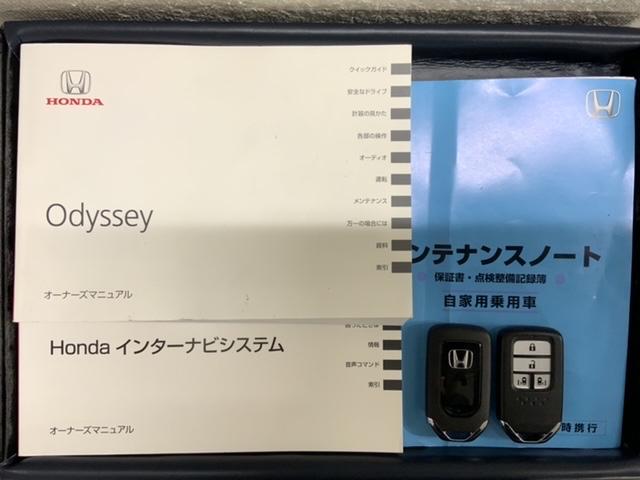 HONDA
Odyssey
オーナーズマニュアル
クイックガイド
安全なドライブ
計器の見かた
各部の操作
オーディオ
運転
メンテナンス
万一の場合には
資料
索引
Honda インターナビシステム
オーナーズマニュアル
情報
音声コマンド
索引
ンテナンスノート
保証書・点検整備記録簿
自家用乗用車
時携行